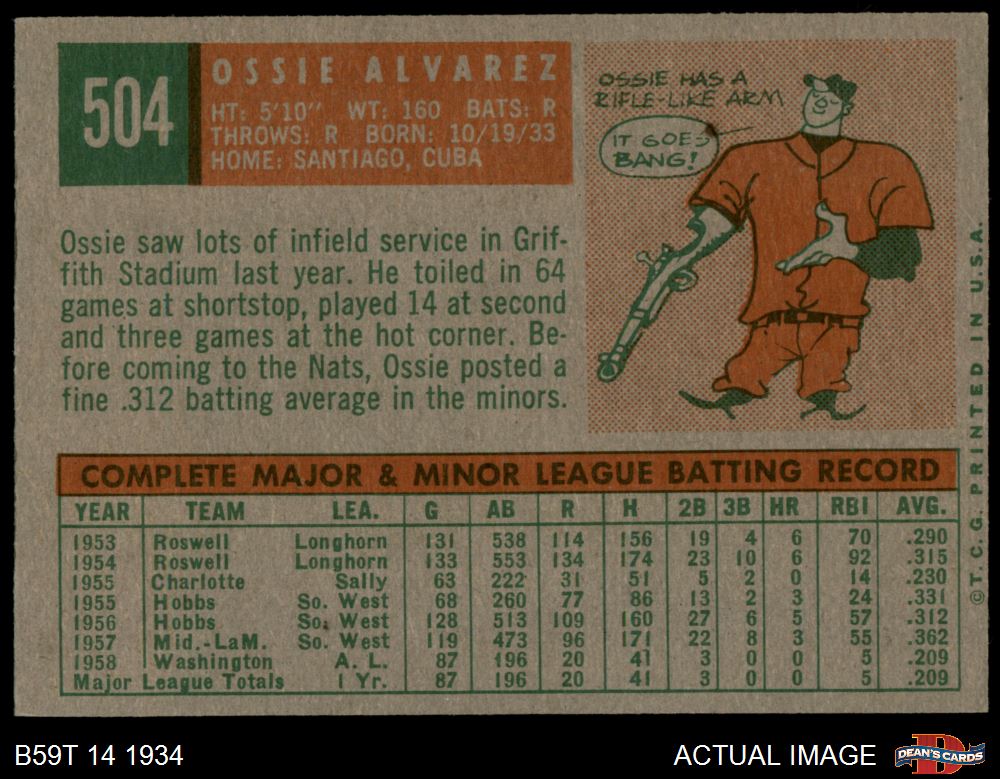 504
OSSIE ALVAREZ
HT: 5'10" WT: 160 BATS: R
THROWS: R BORN: 10/19/33
HOME: SANTIAGO, CUBA
OSSIE HAS A
RIFLE-LIKE ARM
IT GOES
BANG!
Ossie saw lots of infield service in Grif-
fith Stadium last year. He toiled in 64
games at shortstop, played 14 at second
and three games at the hot corner. Be-
fore coming to the Nats, Ossie posted a
fine .312 batting average in the minors.
COMPLETE MAJOR & MINOR LEAGUE BATTING RECORD
YEAR TEAM LEA. G AB R H 2B 3B HR RBI AVG.
1953 Roswell Longhorn 131 538 114 156 19 4 6 70 .290
1954 Roswell Longhorn 133 553 134 174 23 10 6 92 .315
1955 Charlotte Sally 63 222 31 51 5 2 0 14 .230
1955 Hobbs So. West 68 260 77 86 13 2 3 24 .331
1956 Hobbs So. West 128 513 109 160 27 6 5 57 .312
1957 Mid.-LaM. So. West 119 473 96 171 22 8 3 55 .362
1958 Washington A. L. 87 196 20 41 3 0 0 5 .209
Major League Totals 1 Yr. 87 196 20 41 3 0 0 5 .209
©T.C.G. PRINTED IN U.S.A.
B59T 14 1934
ACTUAL IMAGE
DEAN'S CARDS